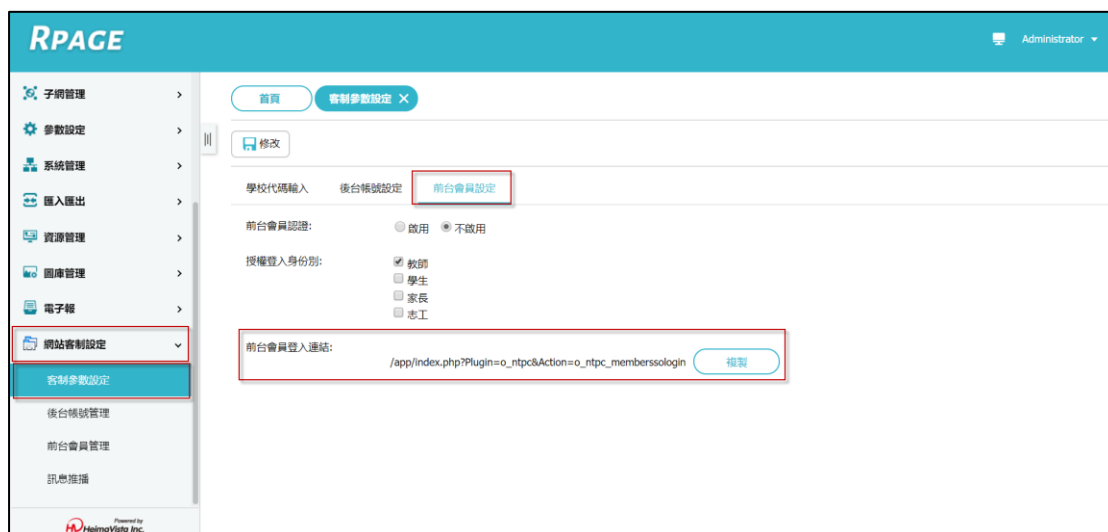 RPAGE
Administrator
子網管理
參數設定
系統管理
匯入匯出
資源管理
圖庫管理
電子報
網站客制設定
客制參數設定
後台帳號管理
前台會員管理
訊息推播
Powered by
HeimaVista Inc.
首頁
客制參數設定 X
修改
學校代碼輸入 後台帳號設定 前台會員設定
前台會員認證: 啟用 不啟用
授權登入身份別: 教師
學生
家長
志工
前台會員登入連結:
/app/index.php?Plugin=o_ntpc&Action=o_ntpc_memberssologin 複製